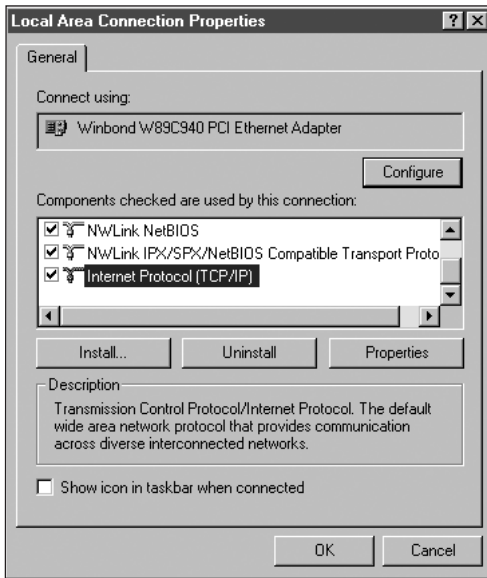 Local Area Connection Properties
General
Connect using:
Winbond W89C940 PCI Ethernet Adapter
Configure
Components checked are used by this connection:
NWLink NetBIOS
NWLink IPX/SPX/NetBIOS Compatible Transport Proto
Internet Protocol (TCP/IP)
Install... Uninstall Properties
Description
Transmission Control Protocol/Internet Protocol. The default
wide area network protocol that provides communication
across diverse interconnected networks.
Show icon in taskbar when connected
OK Cancel